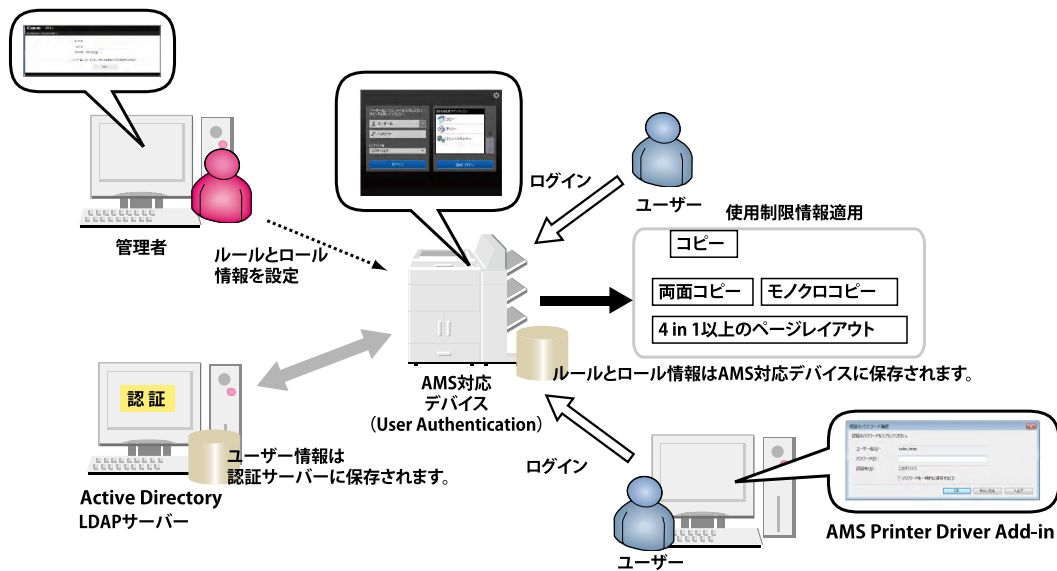 Canon
ログイン
ユーザー
使用制限情報適用
コピー
両面コピー
モノクロコピー
4 in 1以上のページレイアウト
管理者
ルールとロール
情報を設定
ルールとロール情報はAMS対応デバイスに保存されます。
AMS対応
デバイス
(User Authentication)
認証
ユーザー情報は
認証サーバーに保存されます。
Active Directory
LDAPサーバー
ログイン
ユーザー
AMS Printer Driver Add-in